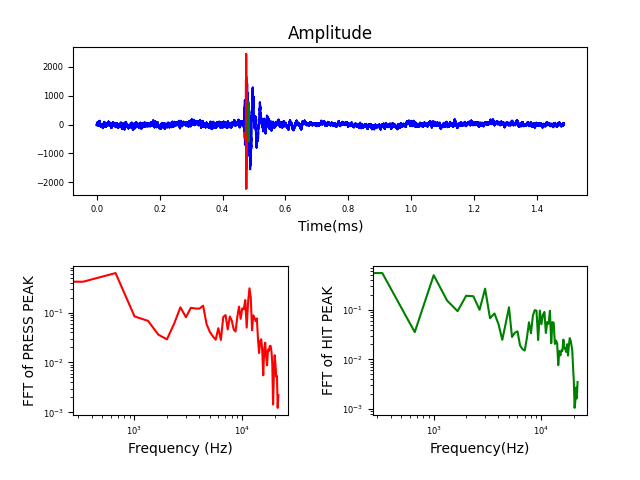 Amplitude
2000
1000
0
−1000
−2000
0.0 0.2 0.4 0.6 0.8 1.0 1.2 1.4
Time(ms)
FFT of PRESS PEAK
10⁻¹
10⁻²
10⁻³
10³ 10⁴
Frequency (Hz)
FFT of HIT PEAK
10⁻¹
10⁻²
10⁻³
10³ 10⁴
Frequency(Hz)